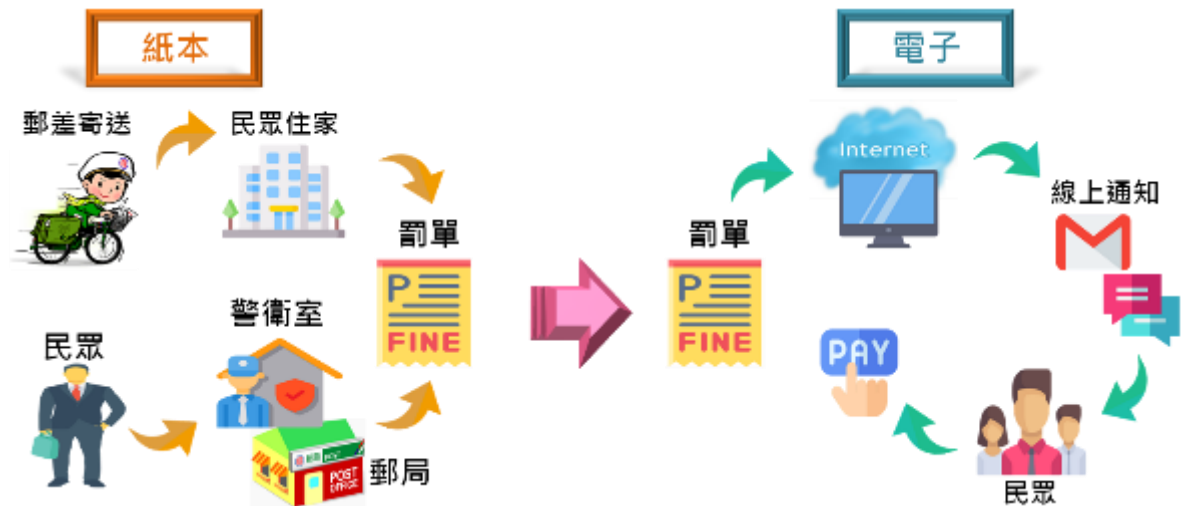 紙本
電子
郵差寄送
民眾住家
罰單
P
FINE
民眾
警衛室
POST
OFFICE
郵局
罰單
P
FINE
Internet
線上通知
PAY
民眾